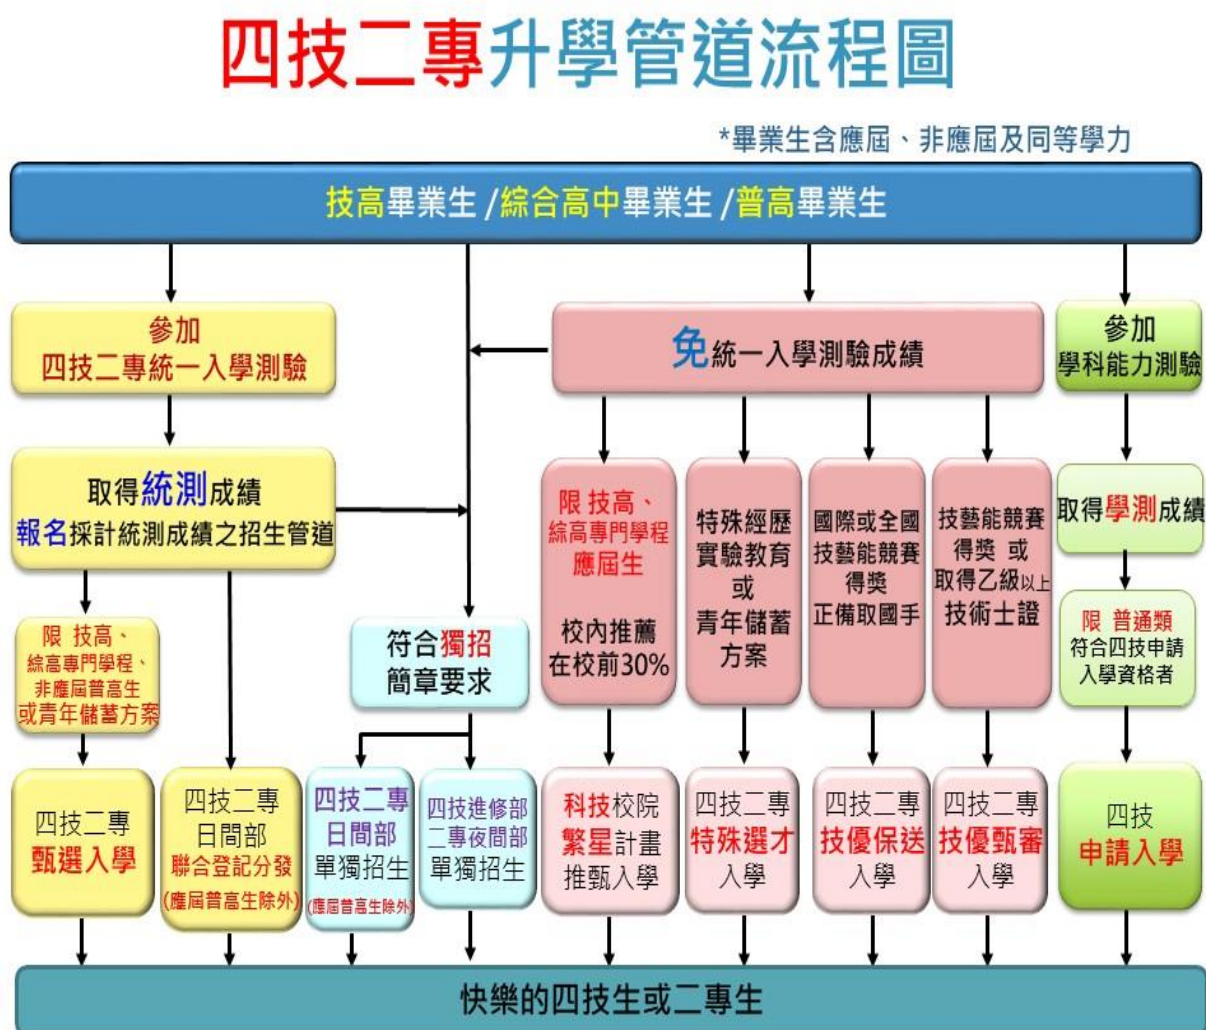 四技二專升學管道流程圖
*畢業生含應屆、非應屆及同等學力
技高畢業生 /綜合高中畢業生 /普高畢業生
參加
四技二專統一入學測驗
免統一入學測驗成績
參加
學科能力測驗
取得統測成績
報名採計統測成績之招生管道
限 技高、
綜高專門學程
應屆生
校內推薦
在校前30%
特殊經歷
實驗教育
或
青年儲蓄
方案
國際或全國
技藝能競賽
得獎
正備取國手
技藝能競賽
得獎 或
取得乙級以上
技術士證
取得學測成績
限 技高、
綜高專門學程、
非應屆普高生
或青年儲蓄方案
符合獨招
簡章要求
限 普通類
符合四技申請
入學資格者
四技二專
甄選入學
四技二專
日間部
聯合登記分發
(應屆普高生除外)
四技二專
日間部
單獨招生
(應屆普高生除外)
四技進修部
二專夜間部
單獨招生
科技校院
繁星計畫
推甄入學
四技二專
特殊選才
入學
四技二專
技優保送
入學
四技二專
技優甄審
入學
四技
申請入學
快樂的四技生或二專生